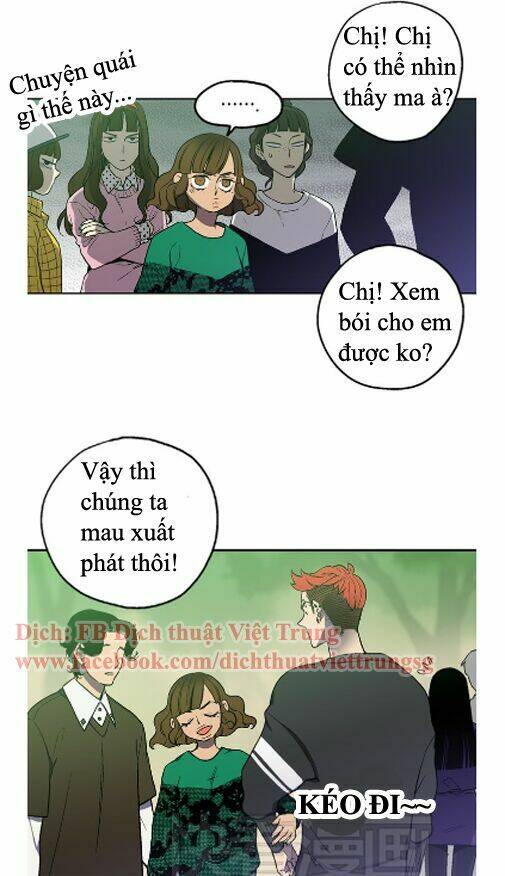 Chuyện quái
gì thế này...
.......
Chị! Chị
có thể nhìn
thấy ma à?
Chị! Xem
bói cho em
được ko?
Vậy thì
chúng ta
mau xuất
phát thôi!
Dịch: FB Dịch thuật Việt Trung
www.facebook.com/dichthuatviettrungsg
KÉO ĐI~~
漫画